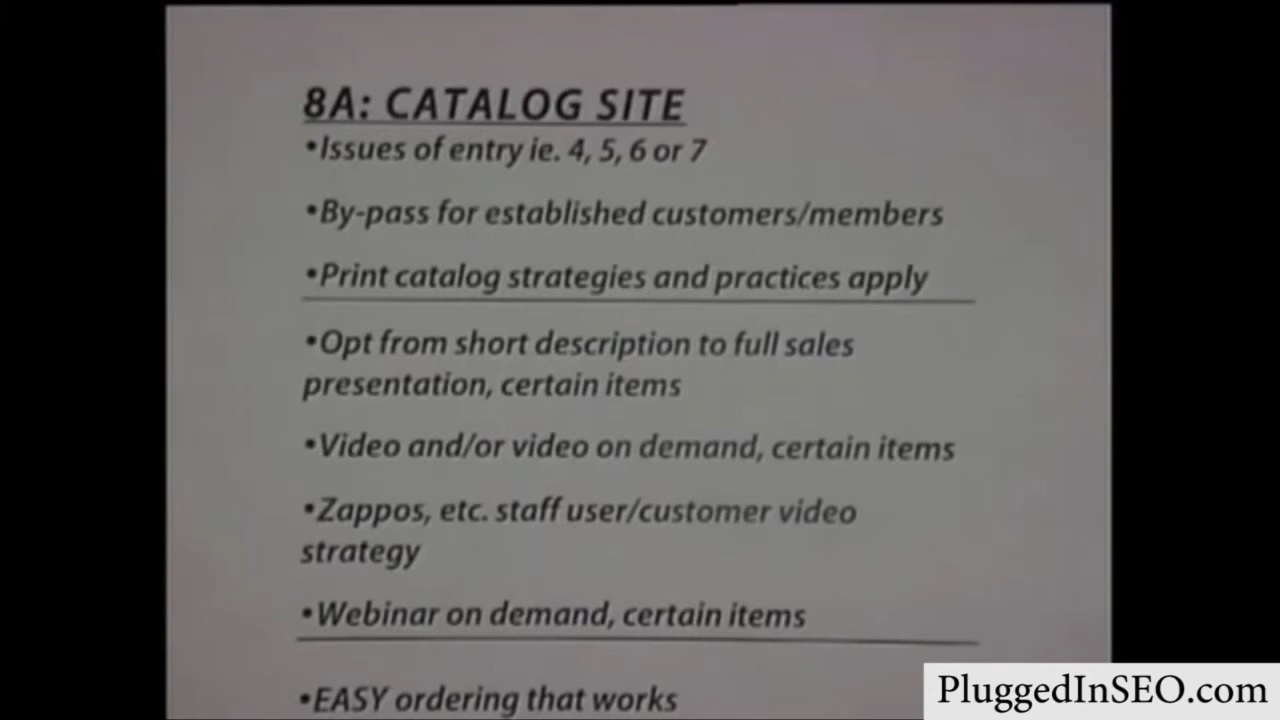 8A: CATALOG SITE
•Issues of entry ie. 4, 5, 6 or 7
•By-pass for established customers/members
•Print catalog strategies and practices apply
•Opt from short description to full sales
presentation, certain items
•Video and/or video on demand, certain items
•Zappos, etc. staff user/customer video
strategy
•Webinar on demand, certain items
•EASY ordering that works
PluggedInSEO.com